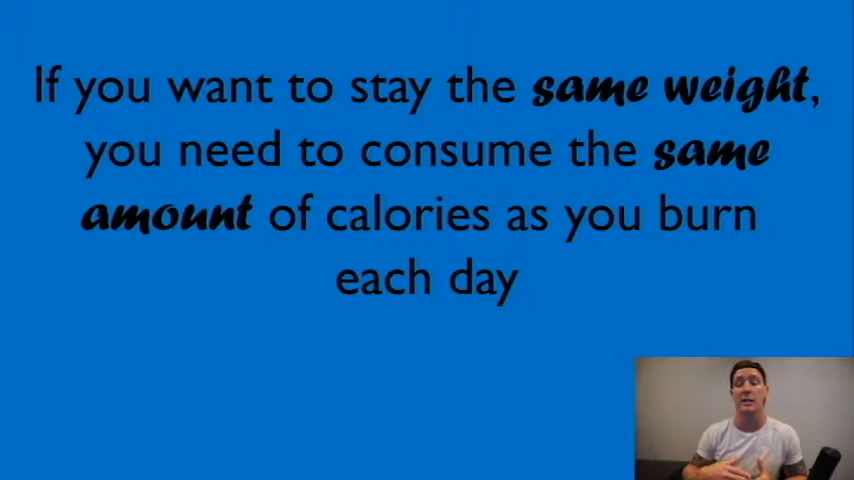 If you want to stay the same weight,
you need to consume the same
amount of calories as you burn
each day